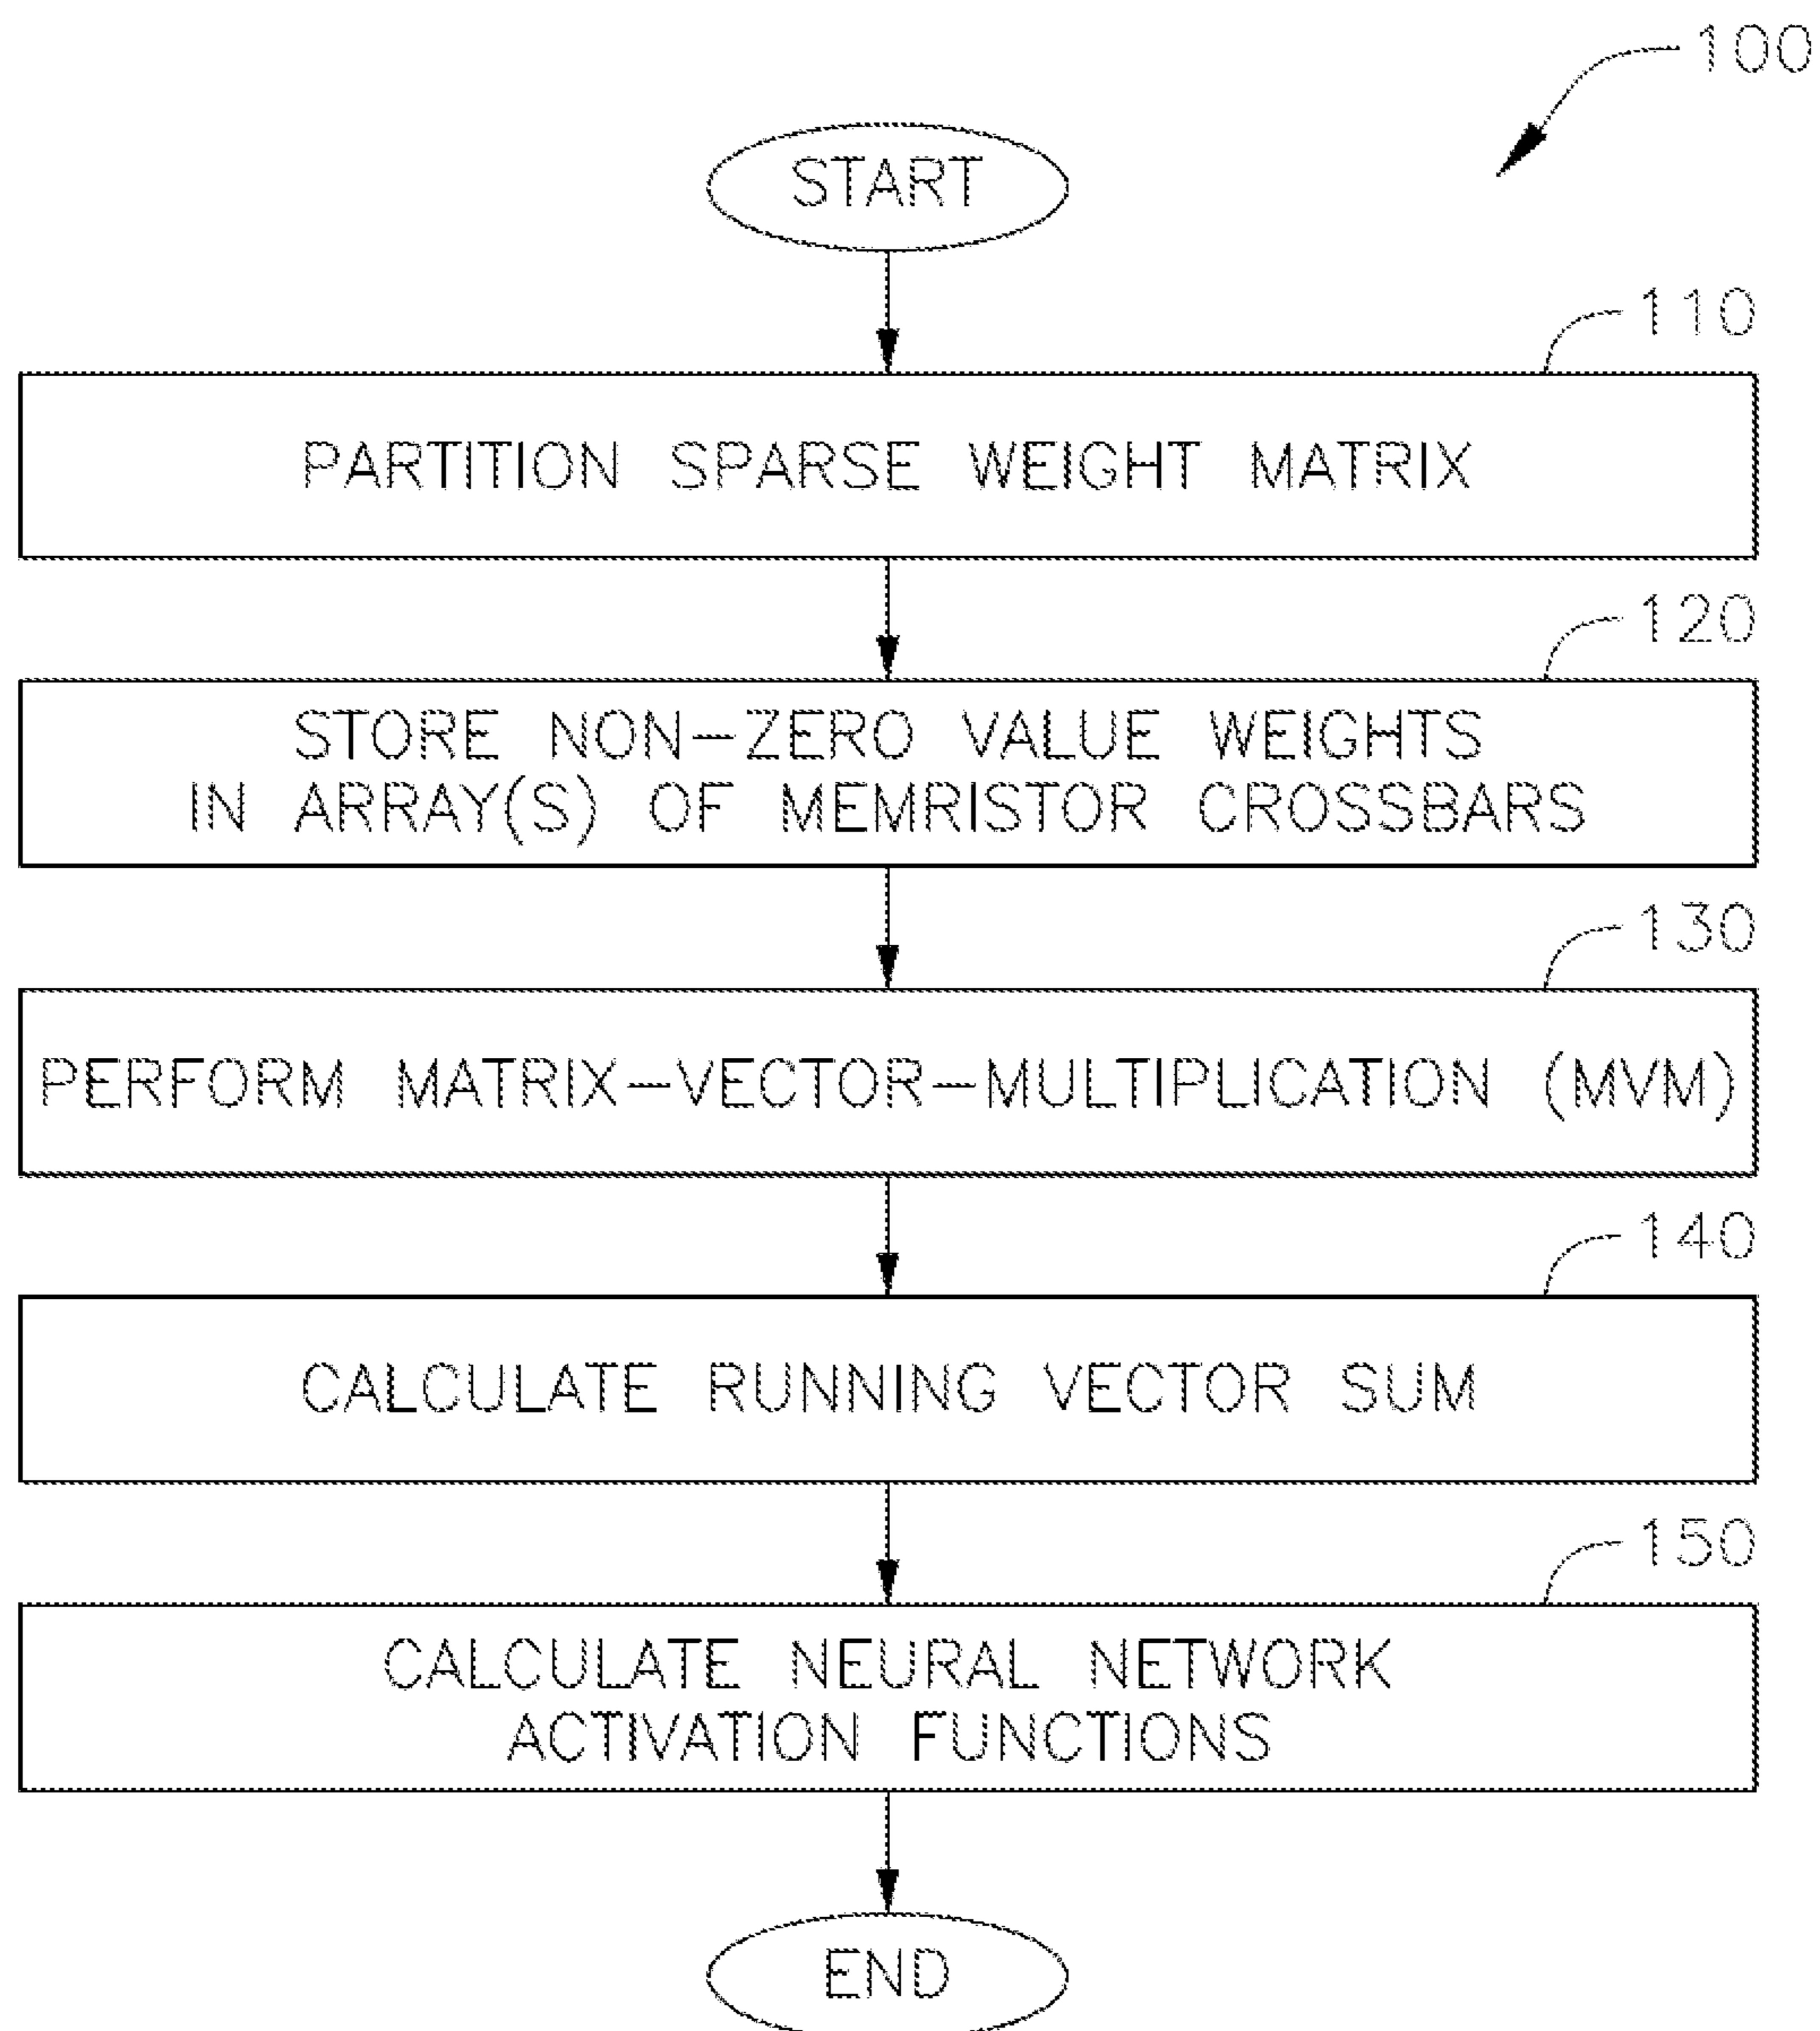 100
START
110
PARTITION SPARSE WEIGHT MATRIX
120
STORE NON-ZERO VALUE WEIGHTS
IN ARRAY(S) OF MEMRISTOR CROSSBARS
130
PERFORM MATRIX-VECTOR-MULTIPLICATION (MVM)
140
CALCULATE RUNNING VECTOR SUM
150
CALCULATE NEURAL NETWORK
ACTIVATION FUNCTIONS
END